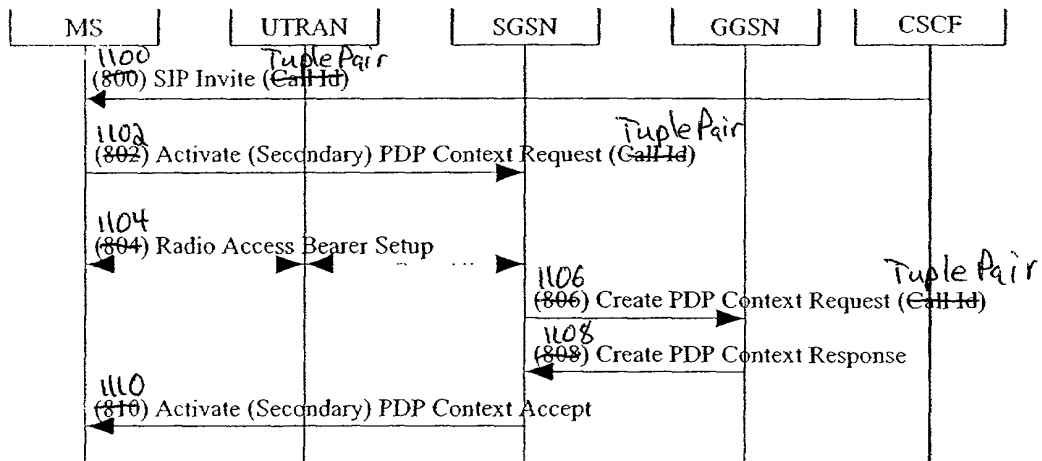 MS UTRAN SGSN GGSN CSCF
1100 Tuple Pair
(800) SIP Invite (Call Id)
1102 Tuple Pair
(802) Activate (Secondary) PDP Context Request (Call Id)
1104
(804) Radio Access Bearer Setup
1106 Tuple Pair
(806) Create PDP Context Request (Call Id)
1108
(808) Create PDP Context Response
1110
(810) Activate (Secondary) PDP Context Accept